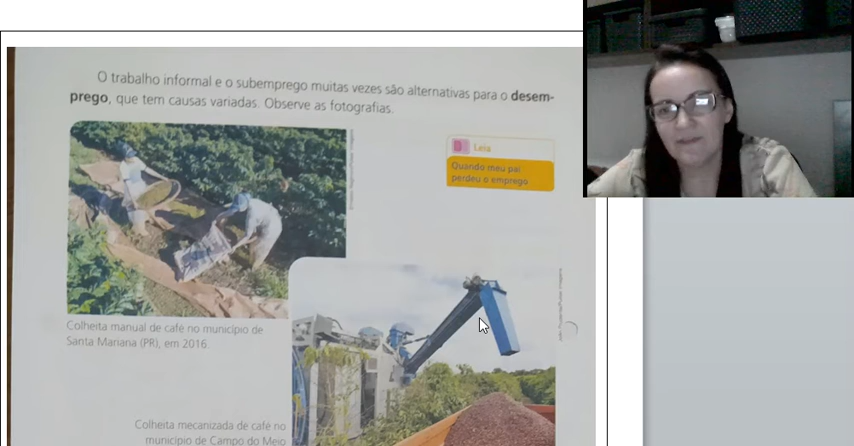 O trabalho informal e o subemprego muitas vezes são alternativas para o desem-
prego, que tem causas variadas. Observe as fotografias.
Leia
Quando meu pai
perdeu o emprego
Colheita manual de café no município de
Santa Mariana (PR), em 2016.
Colheita mecanizada de café no
município de Campo do Meio